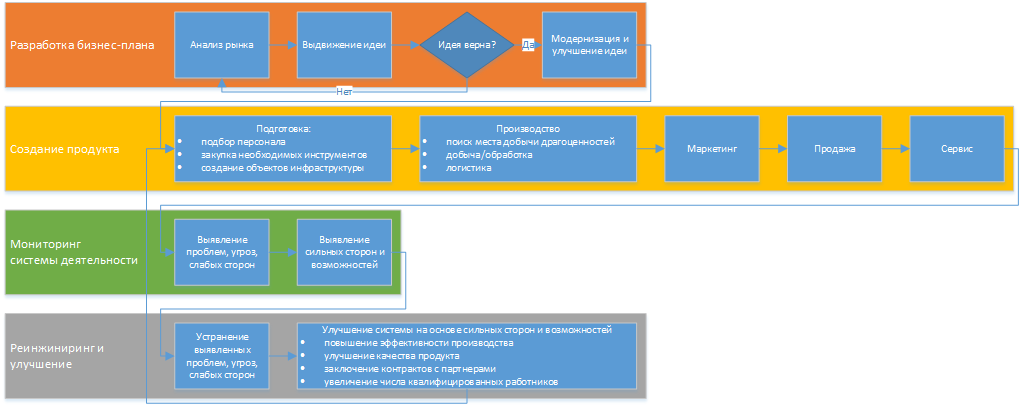 Разработка бизнес-плана
Анализ рынка
Выдвижение идеи
Идея верна?
Да
Модернизация и
улучшение идеи
Нет
Создание продукта
Подготовка:
• подбор персонала
• закупка необходимых инструментов
• создание объектов инфраструктуры
Производство
• поиск места добычи драгоценностей
• добыча/обработка
• логистика
Маркетинг
Продажа
Сервис
Мониторинг
системы деятельности
Выявление
проблем, угроз,
слабых сторон
Выявление
сильных сторон и
возможностей
Реинжиниринг и
улучшение
Устранение
выявленных
проблем, угроз,
слабых сторон
Улучшение системы на основе сильных сторон и возможностей
• повышение эффективности производства
• улучшение качества продукта
• заключение контрактов с партнерами
• увеличение числа квалифицированных работников